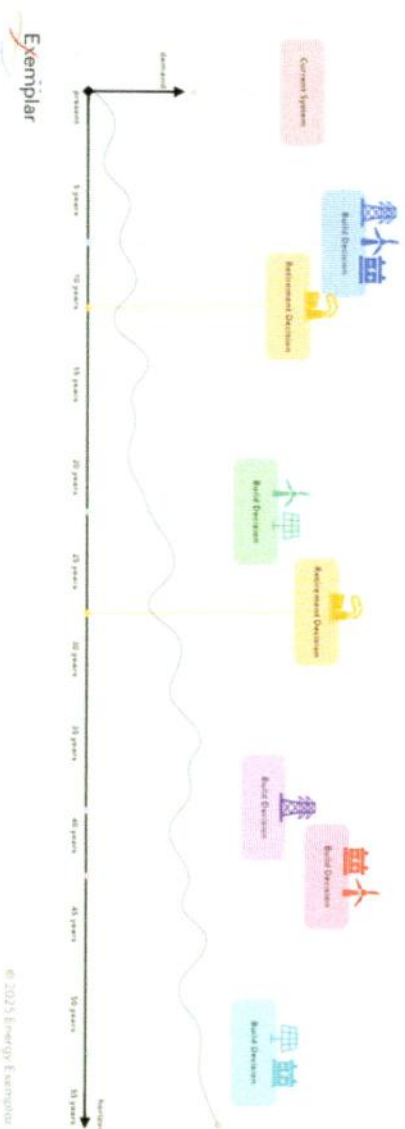 Current System
Build Decision
Retirement Decision
Build Decision
Retirement Decision
Build Decision
Build Decision
Build Decision
demand
present
5 years
10 years
15 years
20 years
25 years
30 years
35 years
40 years
45 years
50 years
55 years
Exemplar
© 2025 Energy Exemplar